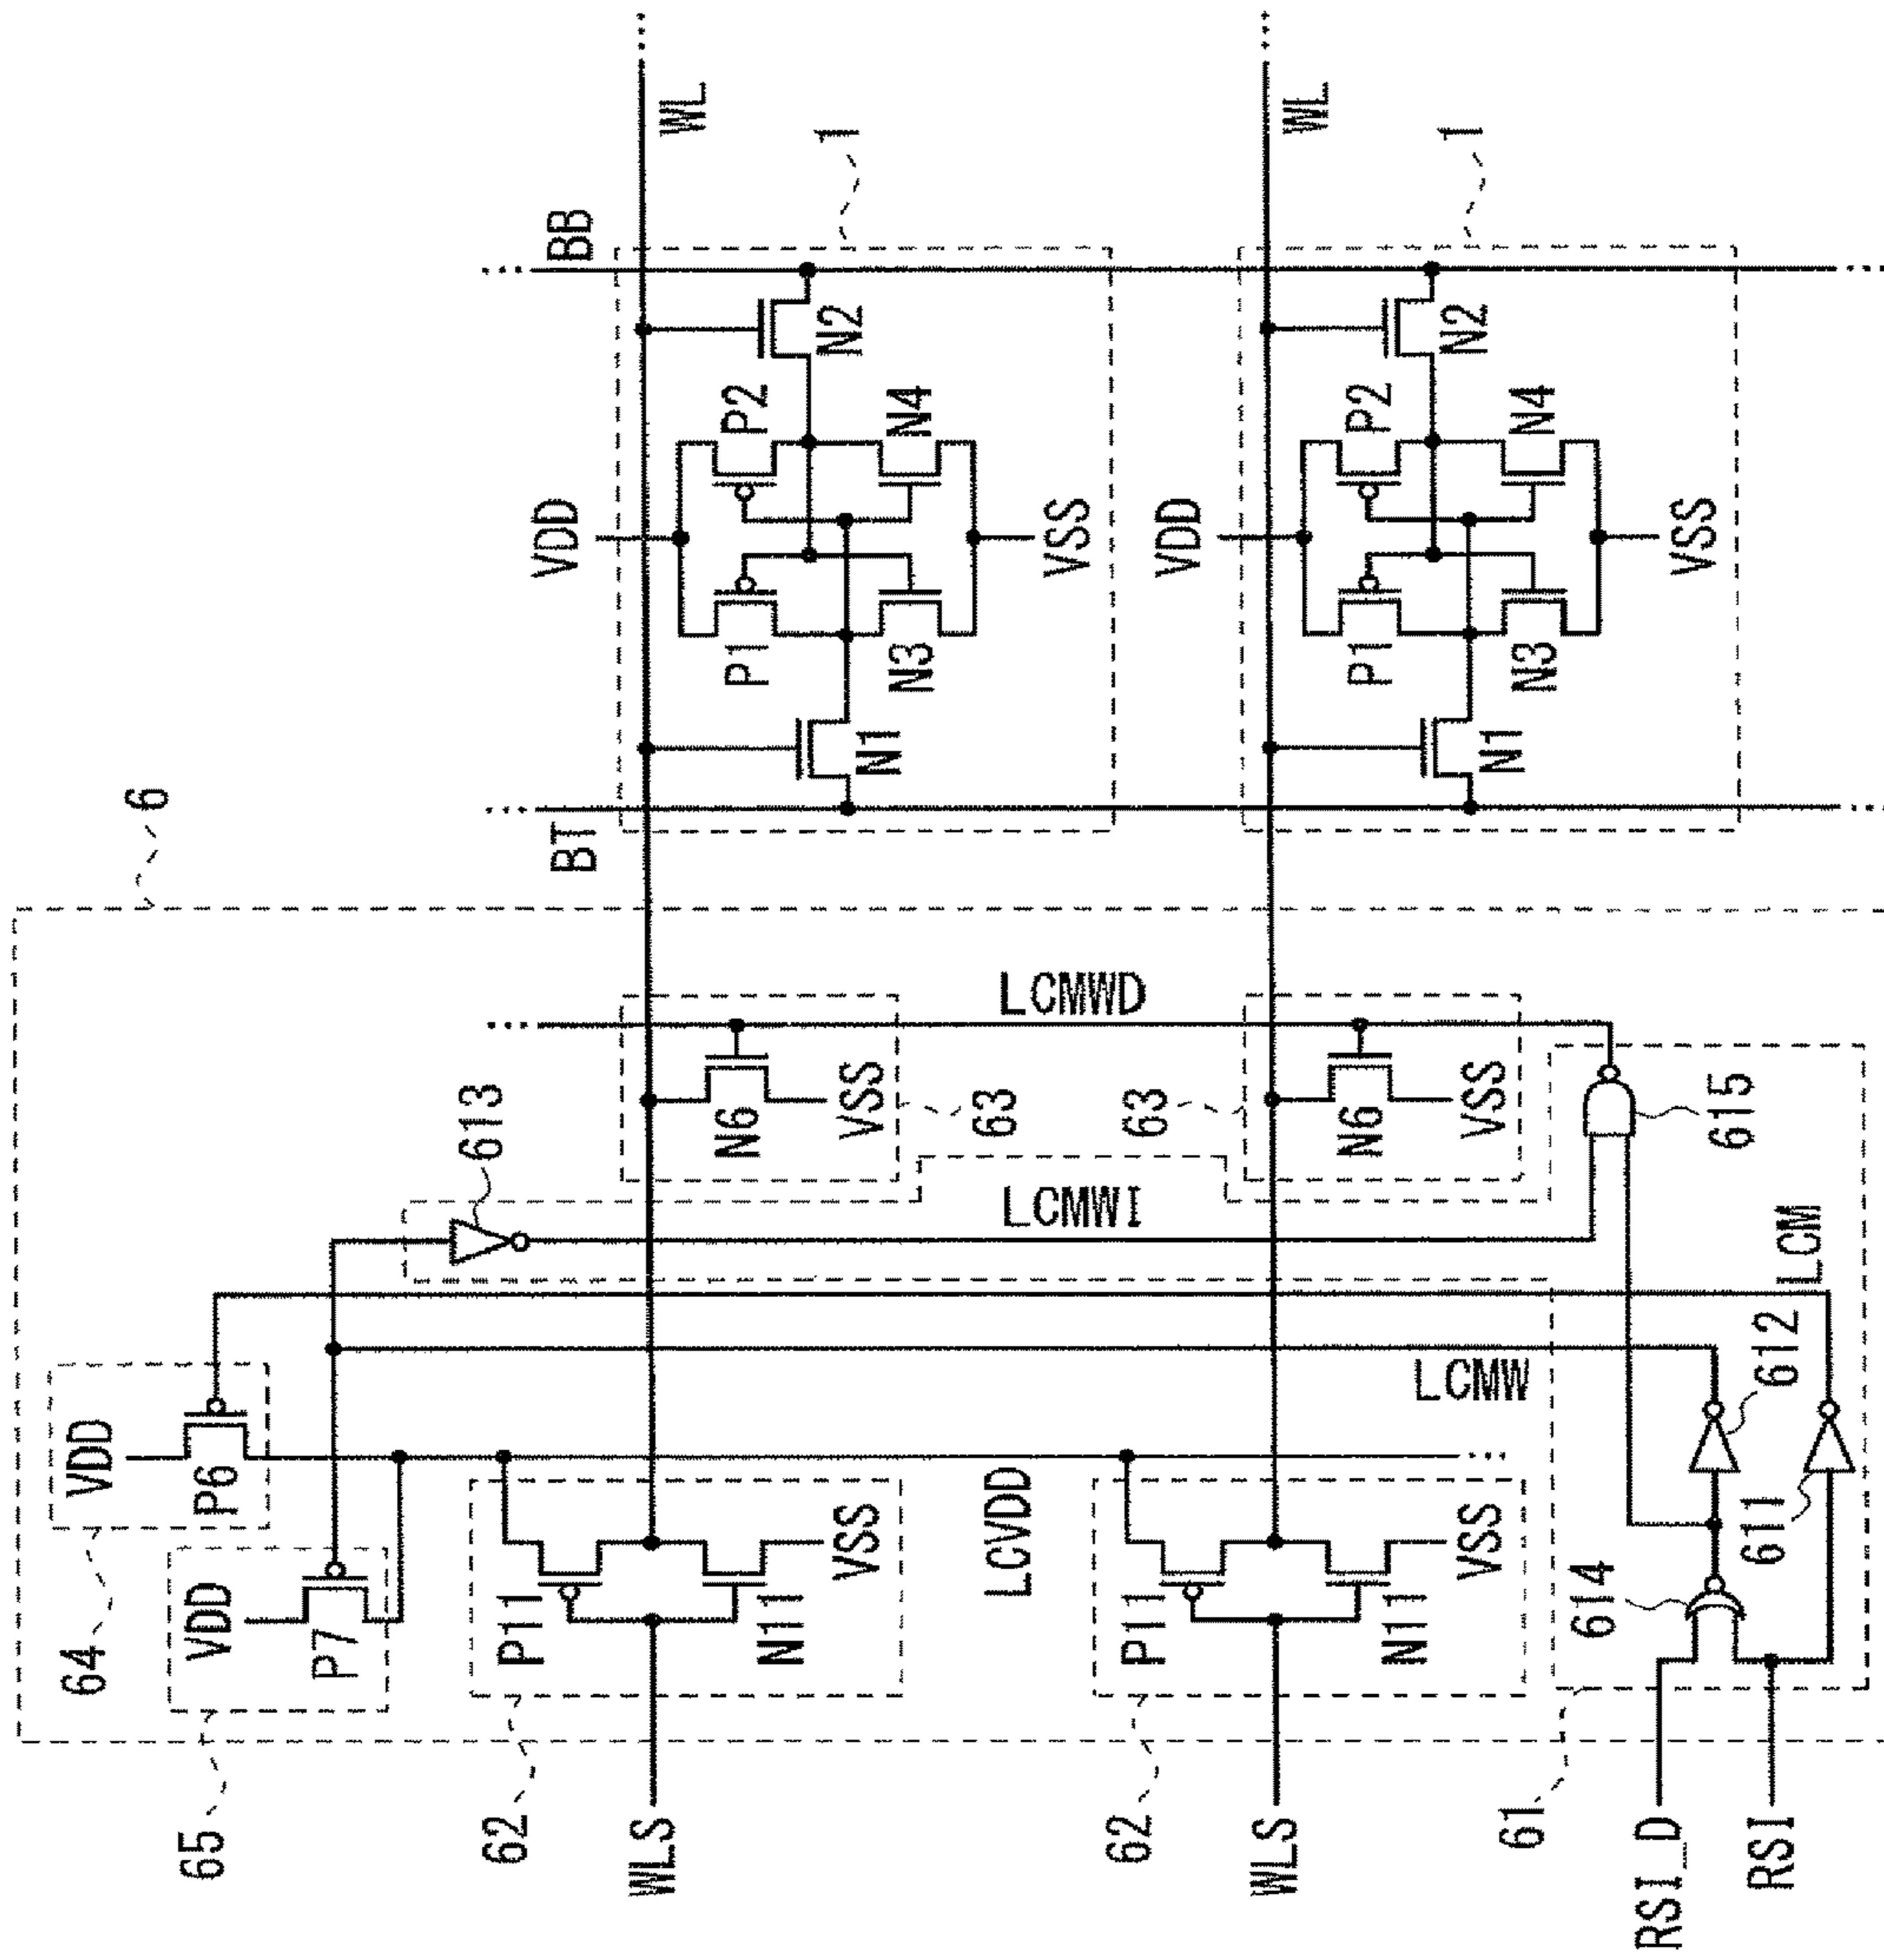 6
BT
BB
WL
VDD
P1
P2
N1
N2
N3
N4
VSS
1
WL
VDD
P1
P2
N1
N2
N3
N4
VSS
1
64
VDD
P6
65
VDD
P7
613
LCMWD
N6
VSS
63
63
N6
VSS
LCMWI
LCM
LCMW
LCVDD
62
WLS
P11
N11
VSS
62
WLS
P11
N11
VSS
61
RSI_D
RSI
614
611
612
615